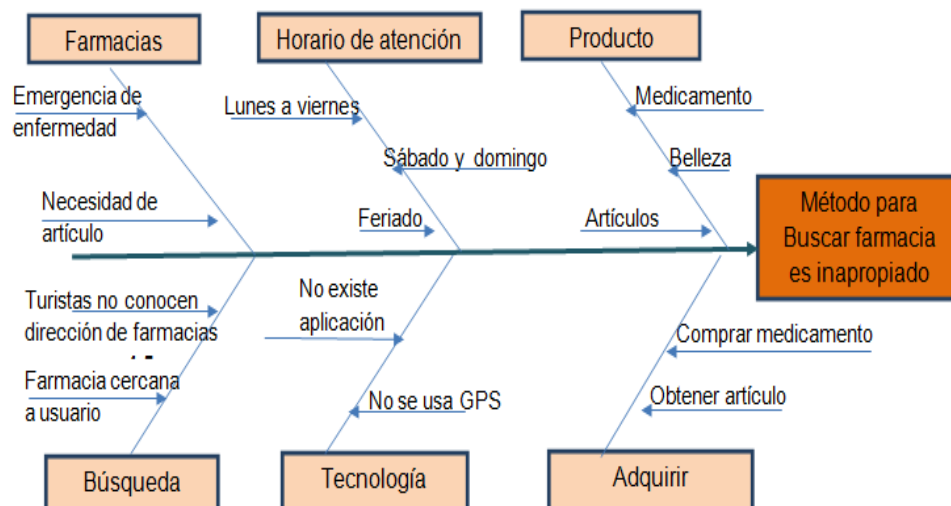 Farmacias
Horario de atención
Producto
Emergencia de
enfermedad
Lunes a viernes
Medicamento
Sábado y domingo
Belleza
Necesidad de
artículo
Feriado
Artículos
Método para
Buscar farmacia
es inapropiado
Turistas no conocen
dirección de farmacias
No existe
aplicación
Comprar medicamento
Farmacia cercana
a usuario
No se usa GPS
Obtener artículo
Búsqueda
Tecnología
Adquirir